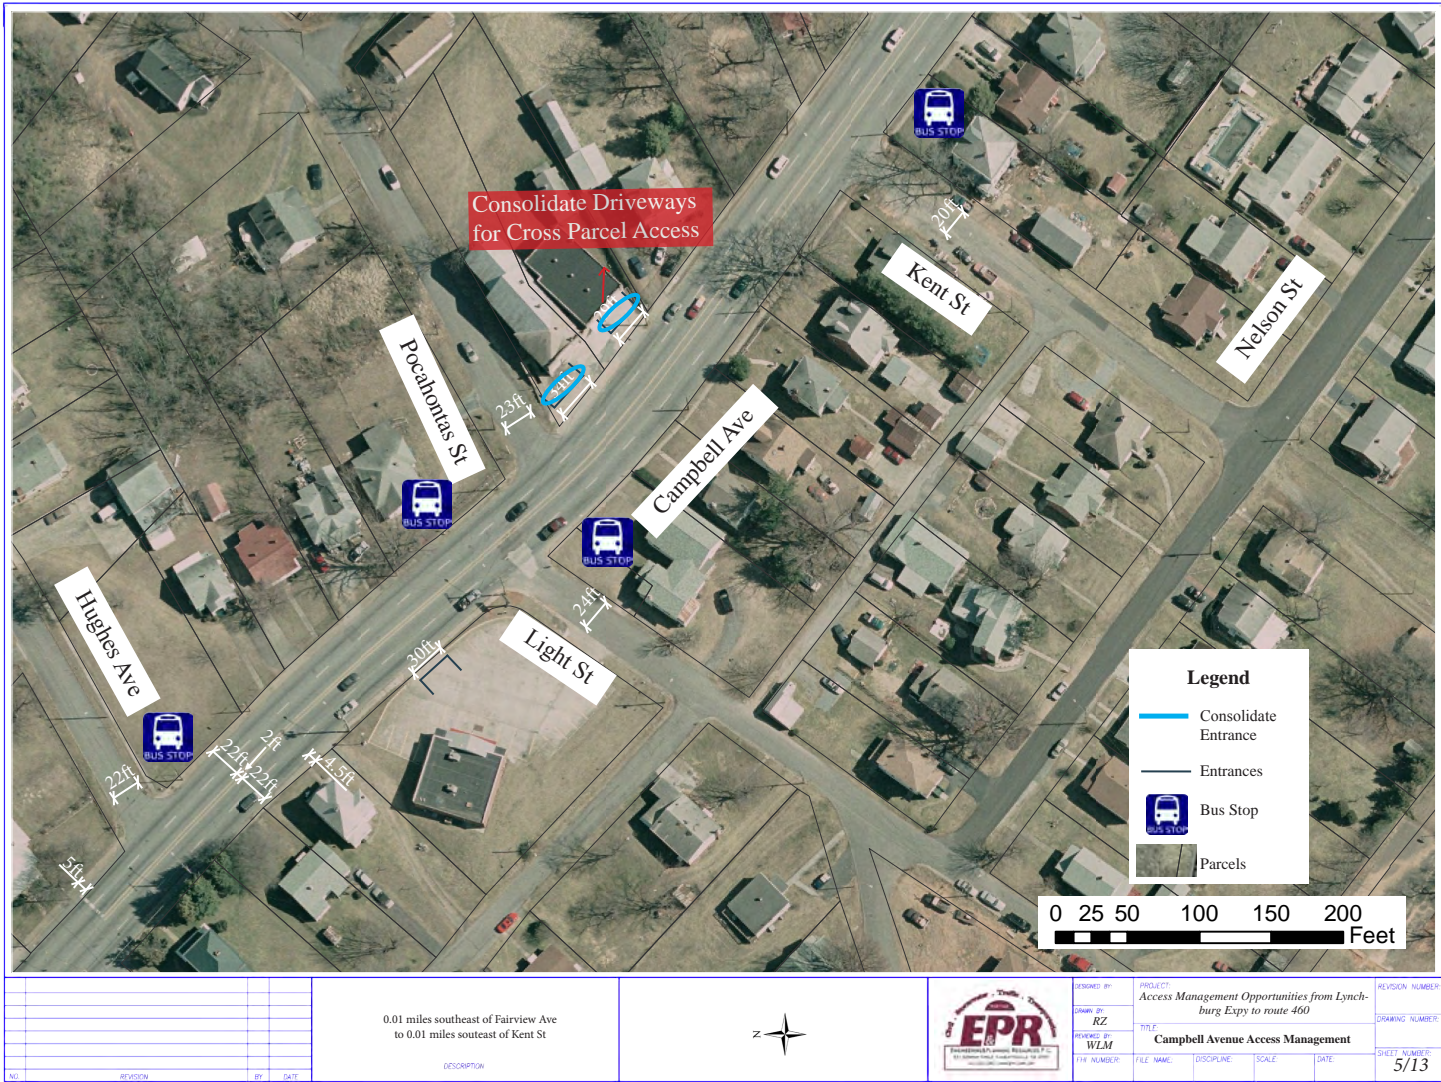 BUS STOP
Consolidate Driveways
for Cross Parcel Access
20ft
Kent St
Nelson St
Pocahontas St
34ft
23ft
Campbell Ave
BUS STOP
BUS STOP
24ft
Light St
30ft
Hughes Ave
BUS STOP
22ft
22ft
2ft
22ft
4.5ft
5ft
Legend
Consolidate
Entrance
Entrances
BUS STOP
Bus Stop
Parcels
0 25 50 100 150 200
Feet
NO.
REVISION
BY
DATE
0.01 miles southeast of Fairview Ave
to 0.01 miles souteast of Kent St
DESCRIPTION
N
EPR
DESIGNED BY:
DRAWN BY:
RZ
REVIEWED BY:
WLM
FHI NUMBER:
PROJECT:
Access Management Opportunities from Lynch-
burg Expy to route 460
TITLE:
Campbell Avenue Access Management
FILE NAME:
DISCIPLINE:
SCALE:
DATE:
REVISION NUMBER:
DRAWING NUMBER:
SHEET NUMBER:
5/13